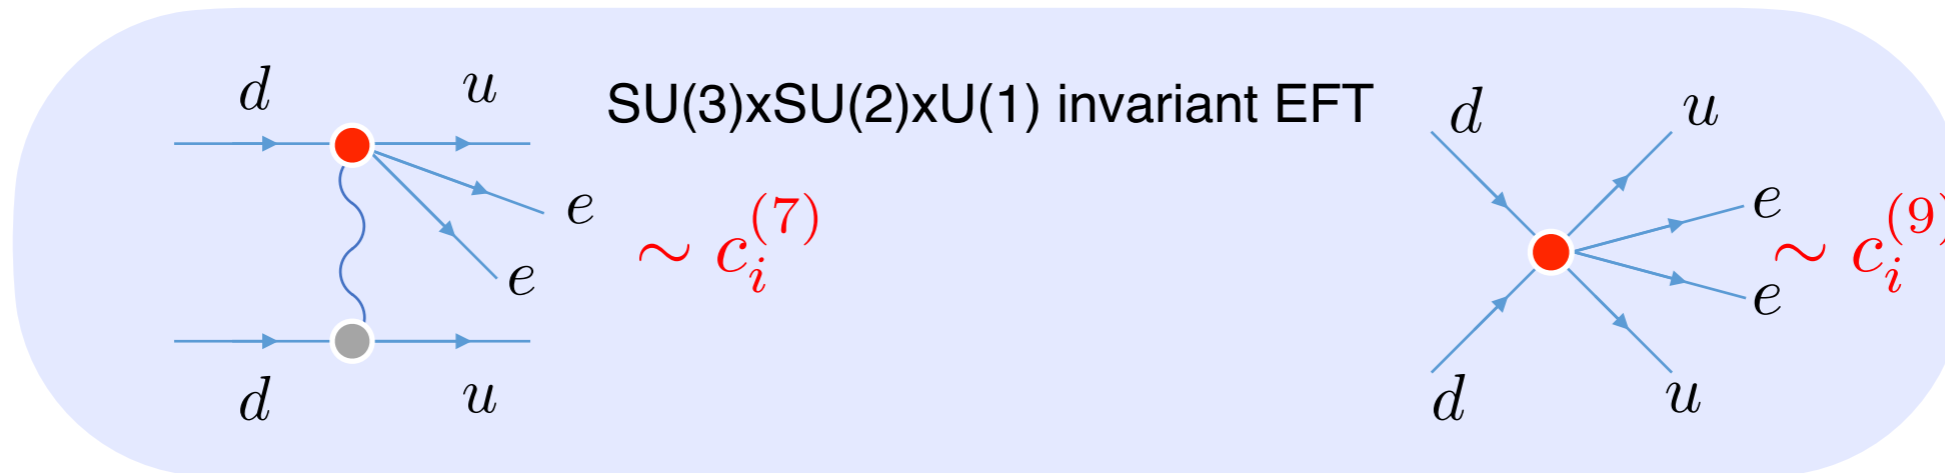 d u
SU(3)xSU(2)xU(1) invariant EFT
e
e
∼ c_i^{(7)}
d u
d u
e
e
∼ c_i^{(9)}
d u